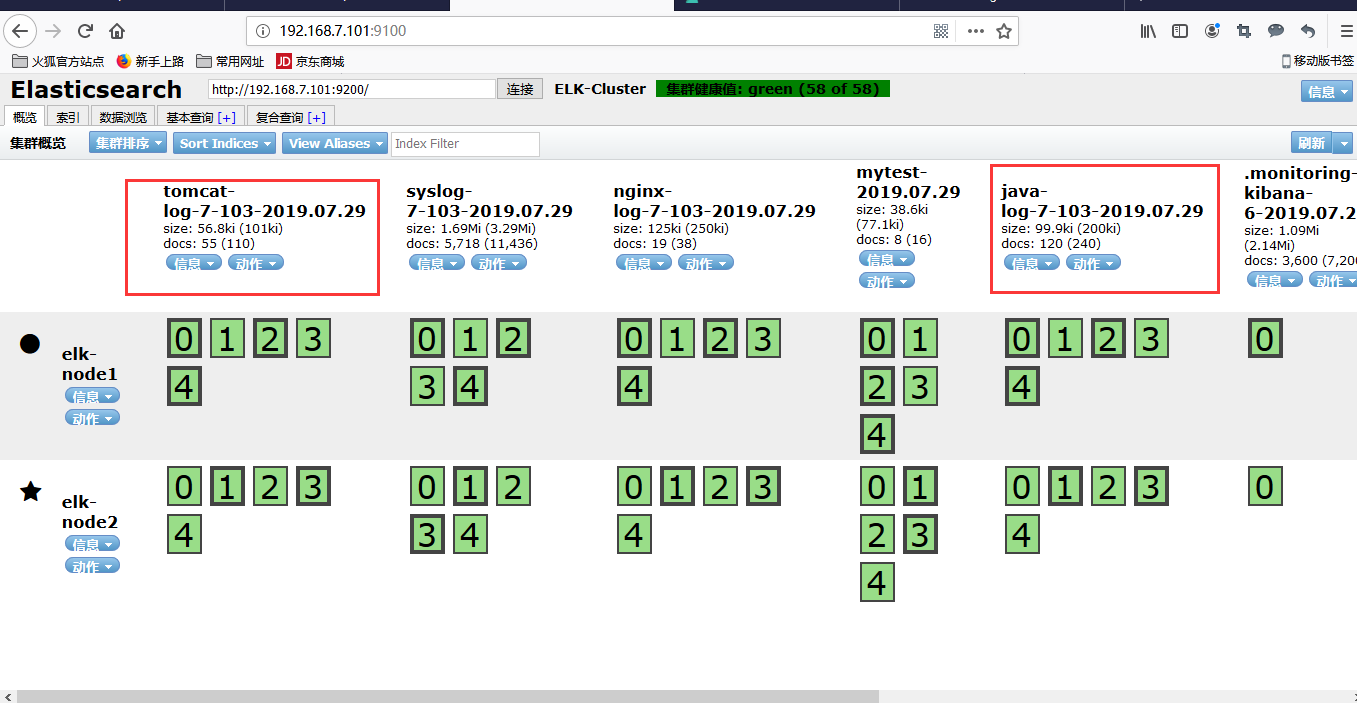 192.168.7.101:9100
火狐官方站点 新手上路 常用网址 JD 京东商城 移动版书签
Elasticsearch http://192.168.7.101:9200/ 连接 ELK-Cluster 集群健康值: green (58 of 58) 信息
概览 索引 数据浏览 基本查询 [+] 复合查询 [+]
集群概览 集群排序 Sort Indices View Aliases Index Filter 刷新
tomcat-
log-7-103-2019.07.29
size: 56.8ki (101ki)
docs: 55 (110)
信息 动作
syslog-
7-103-2019.07.29
size: 1.69Mi (3.29Mi)
docs: 5,718 (11,436)
信息 动作
nginx-
log-7-103-2019.07.29
size: 125ki (250ki)
docs: 19 (38)
信息 动作
mytest-
2019.07.29
size: 38.6ki
(77.1ki)
docs: 8 (16)
信息
动作
java-
log-7-103-2019.07.29
size: 99.9ki (200ki)
docs: 120 (240)
信息 动作
.monitoring-
kibana-
6-2019.07.2
size: 1.09Mi
(2.14Mi)
docs: 3,600 (7,200
信息 动作
elk-
node1
信息
动作
0 1 2 3
4
0 1 2
3 4
0 1 2 3
4
0 1
2 3
4
0 1 2 3
4
0
elk-
node2
信息
动作
0 1 2 3
4
0 1 2
3 4
0 1 2 3
4
0 1
2 3
4
0 1 2 3
4
0